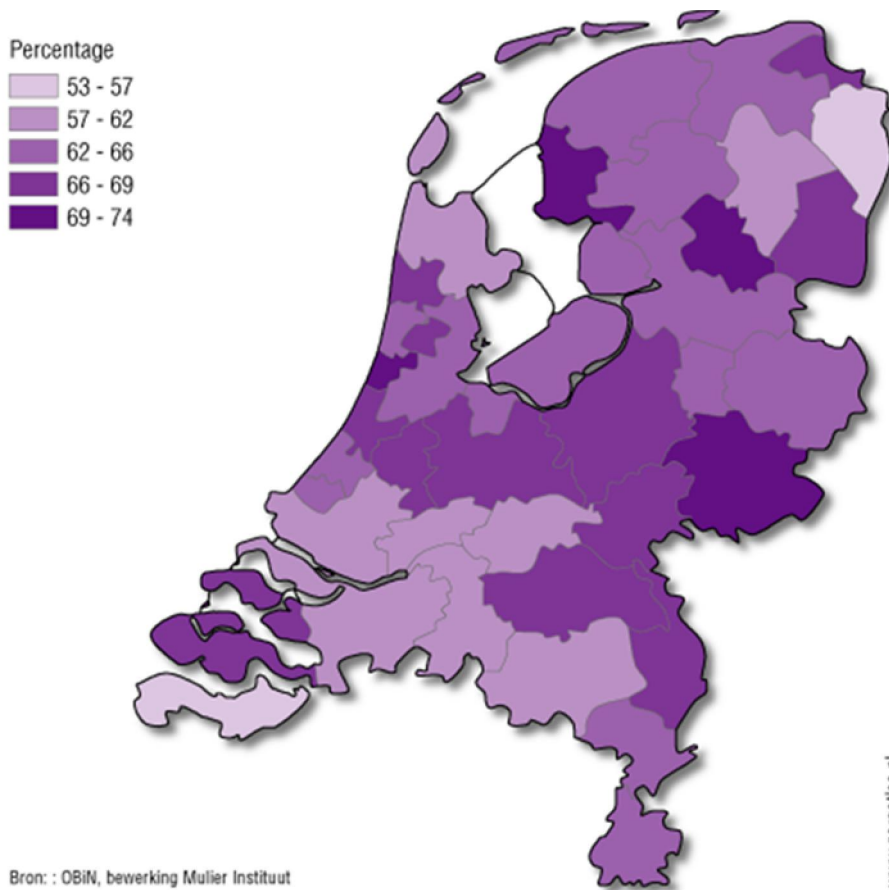 Percentage
53 - 57
57 - 62
62 - 66
66 - 69
69 - 74
Bron: : OBiN, bewerking Mulier Instituut